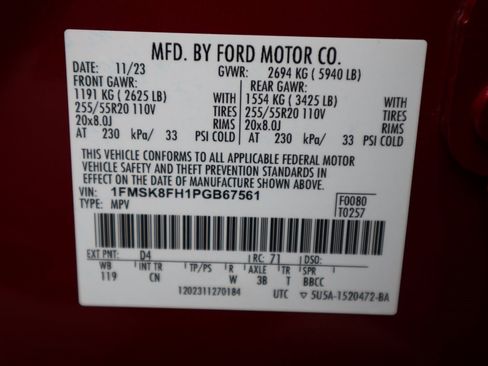 MFD. BY FORD MOTOR CO.
DATE: 11/23 GVWR: 2694 KG ( 5940 LB)
FRONT GAWR: REAR GAWR:
1191 KG ( 2625 LB) WITH 1554 KG ( 3425 LB) WITH
255/55R20 110V TIRES 255/55R20 110V TIRES
20x8.0J RIMS 20x8.0J RIMS
AT 230 kPa/ 33 PSI COLD AT 230 kPa/ 33 PSI COLD
THIS VEHICLE CONFORMS TO ALL APPLICABLE FEDERAL MOTOR
VEHICLE SAFETY AND THEFT PREVENTION STANDARDS IN
EFFECT ON THE DATE OF MANUFACTURE SHOWN ABOVE.
VIN: 1FMSK8FH1PGB67561 F0080
TYPE: MPV T0257
EXT PNT: D4 RC: 71 DSO:
WB INT TR TP/PS R AXLE TR SPR
119 CN W 3B T BBCC
1202311270184 UTC ▽ 5U5A-1520472-BA